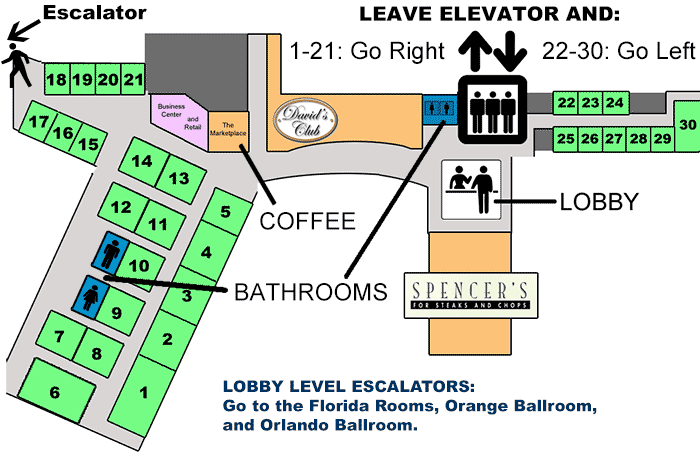 Escalator
LEAVE ELEVATOR AND:
1-21: Go Right
22-30: Go Left
18 19 20 21
17 16 15
Business
Center
and
Retail
The
Marketplace
David's
Club
22 23 24
25 26 27 28 29
30
14 13
12 11
10
9
7 8
6
5
4
3
2
1
COFFEE
LOBBY
BATHROOMS
SPENCER'S
FOR STEAKS AND CHOPS
LOBBY LEVEL ESCALATORS:
Go to the Florida Rooms, Orange Ballroom,
and Orlando Ballroom.